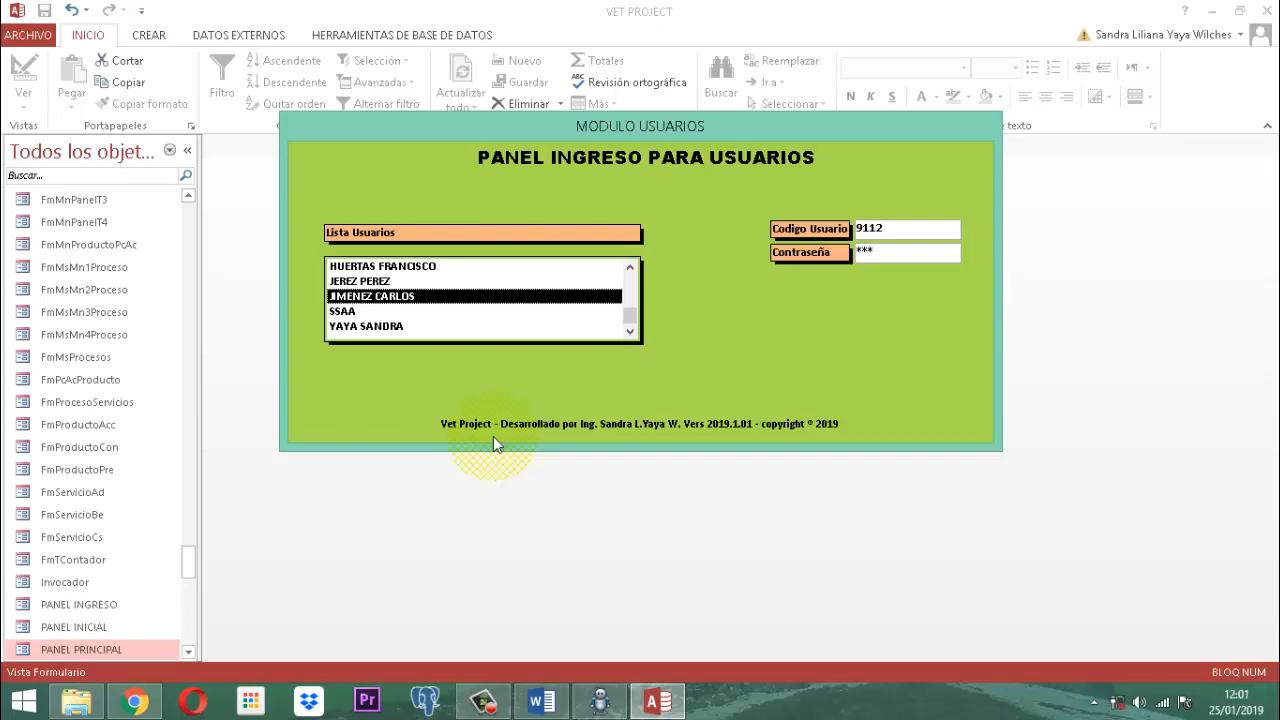 VET PROJECT
ARCHIVO INICIO CREAR DATOS EXTERNOS HERRAMIENTAS DE BASE DE DATOS Sandra Liliana Yaya Wilches
Ver
Vistas
Pegar
Cortar
Copiar
Copiar formato
Portapapeles
Filtro
Ascendente
Descendente
Quitar orden
Selección
Avanzadas
Alternar filtro
Actualizar
todo
Nuevo
Guardar
Eliminar
Totales
Revisión ortográfica
Más
Buscar
Reemplazar
Ir a
Seleccionar
N K S A
texto
Todos los objet...
Buscar...
FmMnPanelT3
FmMnPanelT4
FmMnProductoPcAc
FmMsMn1Proceso
FmMsMn2Proceso
FmMsMn3Proceso
FmMsMn4Proceso
FmMsProcesos
FmPcAcProducto
FmProcesoServicios
FmProductoAcc
FmProductoCon
FmProductoPre
FmServicioAd
FmServicioBe
FmServicioCs
FmTContador
Invocador
PANEL INGRESO
PANEL INICIAL
PANEL PRINCIPAL
MODULO USUARIOS
PANEL INGRESO PARA USUARIOS
Lista Usuarios
HUERTAS FRANCISCO
JEREZ PEREZ
JIMENEZ CARLOS
SSAA
YAYA SANDRA
Codigo Usuario 9112
Contraseña ***
Vet Project - Desarrollado por Ing. Sandra L.Yaya W. Vers 2019.1.01 - copyright ® 2019
Vista Formulario BLOQ NUM
12:01
25/01/2019